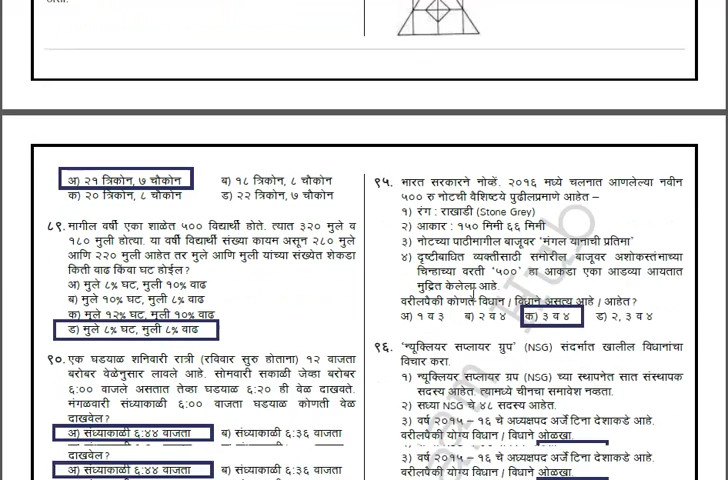 अ) २१ त्रिकोन, ७ चौकोन ब) १८ त्रिकोन, ८ चौकोन
क) २० त्रिकोन, ८ चौकोन ड) २२ त्रिकोन, ७ चौकोन
८९. मागील वर्षी एका शाळेत ५०० विद्यार्थी होते. त्यात ३२० मुले व
१८० मुली होत्या. या वर्षी विद्यार्थी संख्या कायम असून २८० मुले
आणि २२० मुली आहेत तर मुले आणि मुली यांच्या संख्येत शेकडा
किती वाढ किंवा घट होईल?
अ) मुले ८% घट, मुली १०% वाढ
ब) मुले १०% घट, मुली ८% वाढ
क) मुले १२% घट, मुली १०% वाढ
ड) मुले ८% घट, मुली ८% वाढ
९०. एक घडयाळ शनिवारी रात्री (रविवार सुरु होताना) १२ वाजता
बरोबर वेळेनुसार लावले आहे. सोमवारी सकाळी जेव्हा बरोबर
६:०० वाजले असतात तेव्हा घडयाळ ६:२० ही वेळ दाखवते.
मंगळवारी संध्याकाळी ६:०० वाजता घडयाळ कोणती वेळ
दाखवेल?
अ) संध्याकाळी ६:४४ वाजता ब) संध्याकाळी ६:३६ वाजता
दाखवेल?
अ) संध्याकाळी ६:४४ वाजता ब) संध्याकाळी ६:३६ वाजता
९५. भारत सरकारने नोव्हें. २०१६ मध्ये चलनात आणलेल्या नवीन
५०० रु नोटची वैशिष्टये पुढीलप्रमाणे आहेत –
१) रंग : राखाडी (Stone Grey)
२) आकार : १५० मिमी ६६ मिमी
३) नोटच्या पाठीमागील बाजूवर 'मंगल यानाची प्रतिमा'
४) दृष्टीबाधित व्यक्तीसाठी समोरील बाजूवर अशोकस्तंभाच्या
चिन्हाच्या वरती '५००' हा आकडा एका आडव्या आयतात
मुद्रित केलेला आहे.
वरीलपैकी कोणते विधान / विधाने असत्य आहे / आहेत?
अ) १ व ३ ब) २ व ४ क) ३ व ४ ड) २, ३ व ४
९६. 'न्यूक्लियर सप्लायर ग्रुप' (NSG) संदर्भात खालील विधानांचा
विचार करा.
१) न्यूक्लियर सप्लायर ग्रप (NSG) च्या स्थापनेत सात संस्थापक
सदस्य आहेत. त्यामध्ये चीनचा समावेश नव्हता.
२) सध्या NSG चे ४८ सदस्य आहेत.
३) वर्ष २०१५ – १६ चे अध्यक्षपद अर्जेंटिना देशाकडे आहे.
वरीलपैकी योग्य विधान / विधाने ओळखा.
३) वर्ष २०१५ – १६ चे अध्यक्षपद अर्जेंटिना देशाकडे आहे.
वरीलपैकी योग्य विधान / विधाने ओळखा.